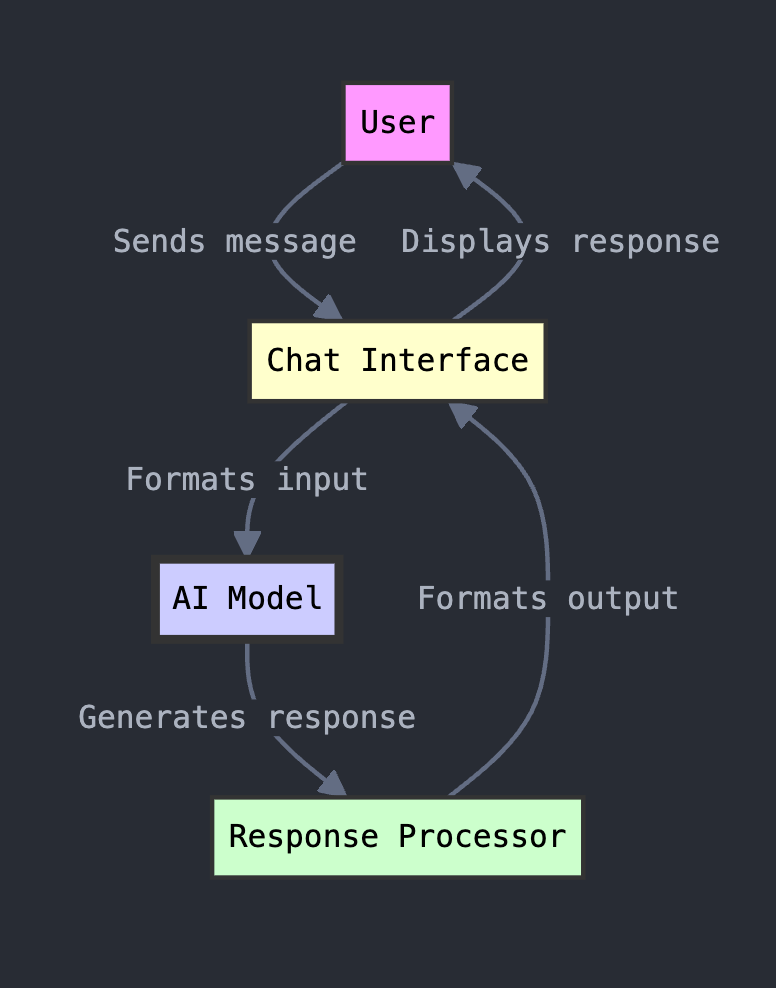 User
Sends message
Displays response
Chat Interface
Formats input
AI Model
Formats output
Generates response
Response Processor